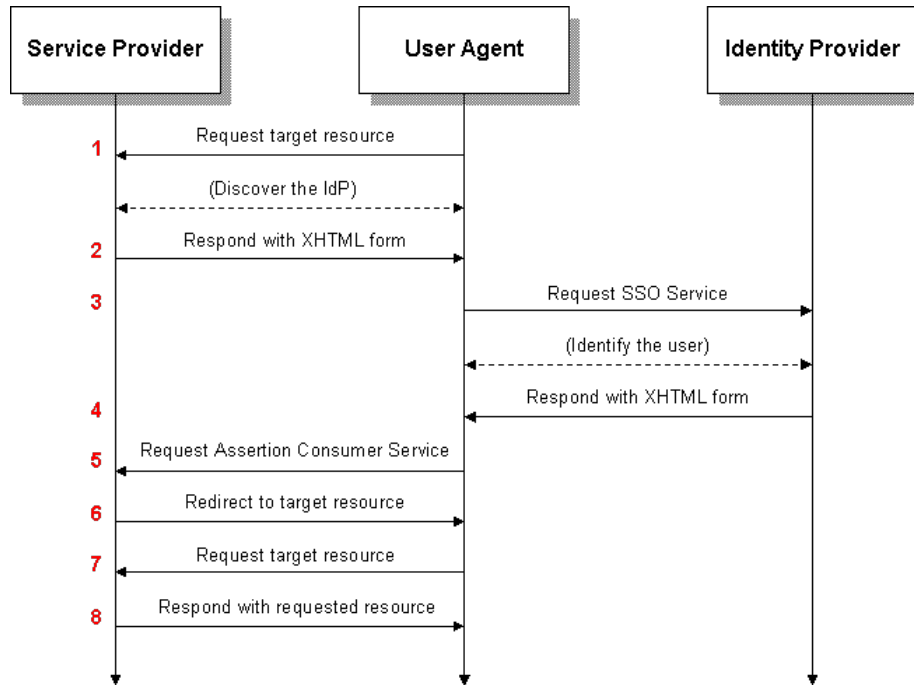 Service Provider
User Agent
Identity Provider
1
Request target resource
(Discover the IdP)
2
Respond with XHTML form
3
Request SSO Service
(Identify the user)
4
Respond with XHTML form
5
Request Assertion Consumer Service
6
Redirect to target resource
7
Request target resource
8
Respond with requested resource